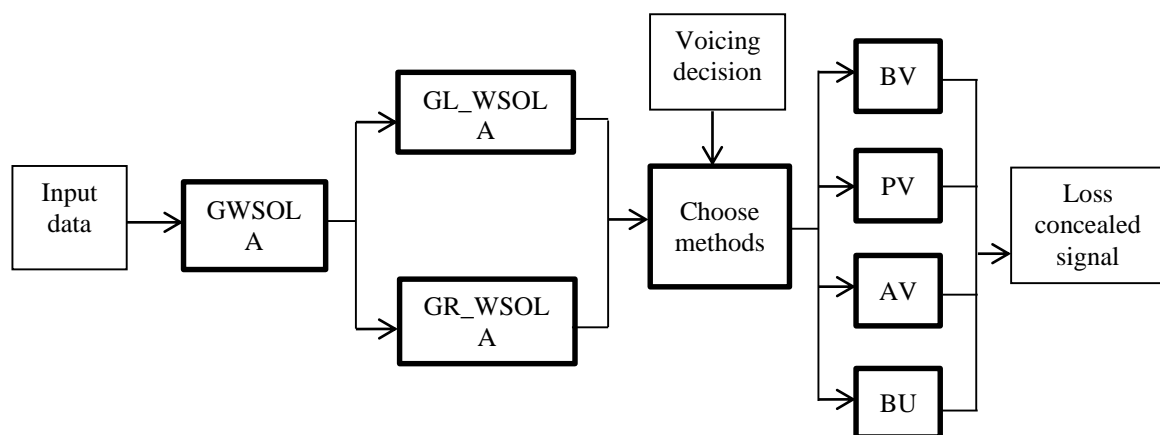 Input
data
GWSOL
A
GL_WSOL
A
GR_WSOL
A
Voicing
decision
Choose
methods
BV
PV
AV
BU
Loss
concealed
signal